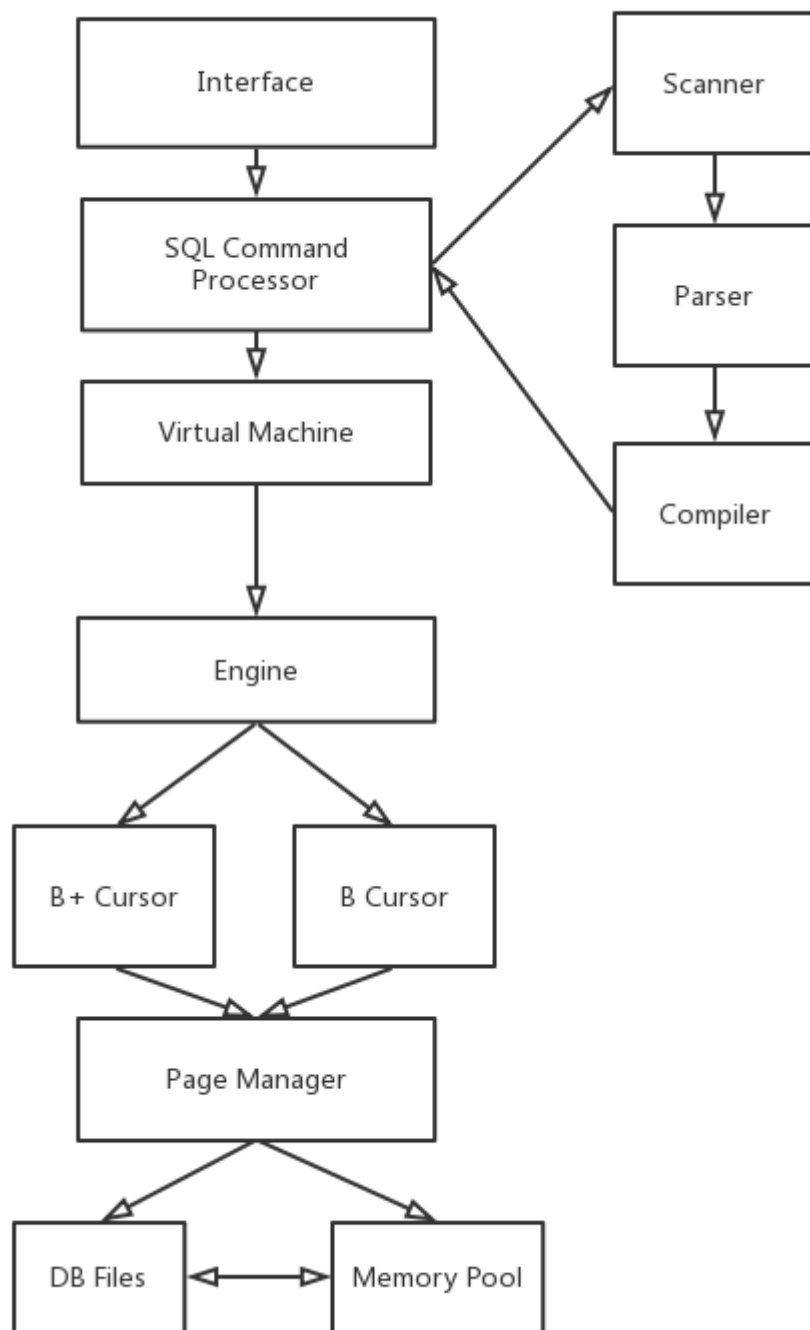 Interface
Scanner
SQL Command
Processor
Parser
Virtual Machine
Compiler
Engine
B+ Cursor
B Cursor
Page Manager
DB Files
Memory Pool